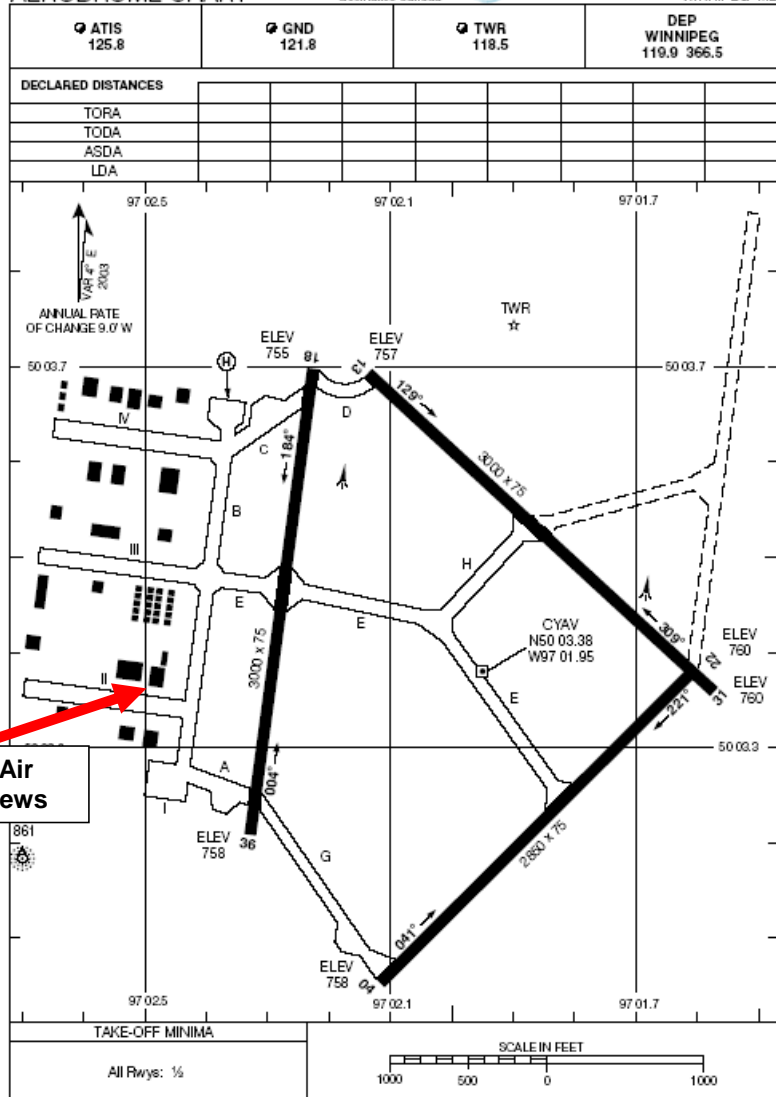 AERODROME CHART
ATIS
125.8
GND
121.8
TWR
118.5
DEP
WINNIPEG
119.9 366.5
DECLARED DISTANCES
TORA
TODA
ASDA
LDA
97 02.5
97 02.1
97 01.7
VAR 4° E
2003
ANNUAL RATE
OF CHANGE 9.0' W
TWR
ELEV
755
18
13
ELEV
757
50 03.7
H
50 03.7
129°
IV
D
C
184°
3000 x 75
B
III
H
E
E
CYAV
N50 03.38
W97 01.95
309°
ELEV
760
22
3000 x 75
E
II
221°
31
ELEV
760
50 03.3
Air
ews
A
004°
I
861
ELEV
758
36
G
2850 x 75
041°
ELEV
758
04
97 02.5
97 02.1
97 01.7
TAKE-OFF MINIMA
All Rwys: ½
SCALE IN FEET
1000
500
0
1000